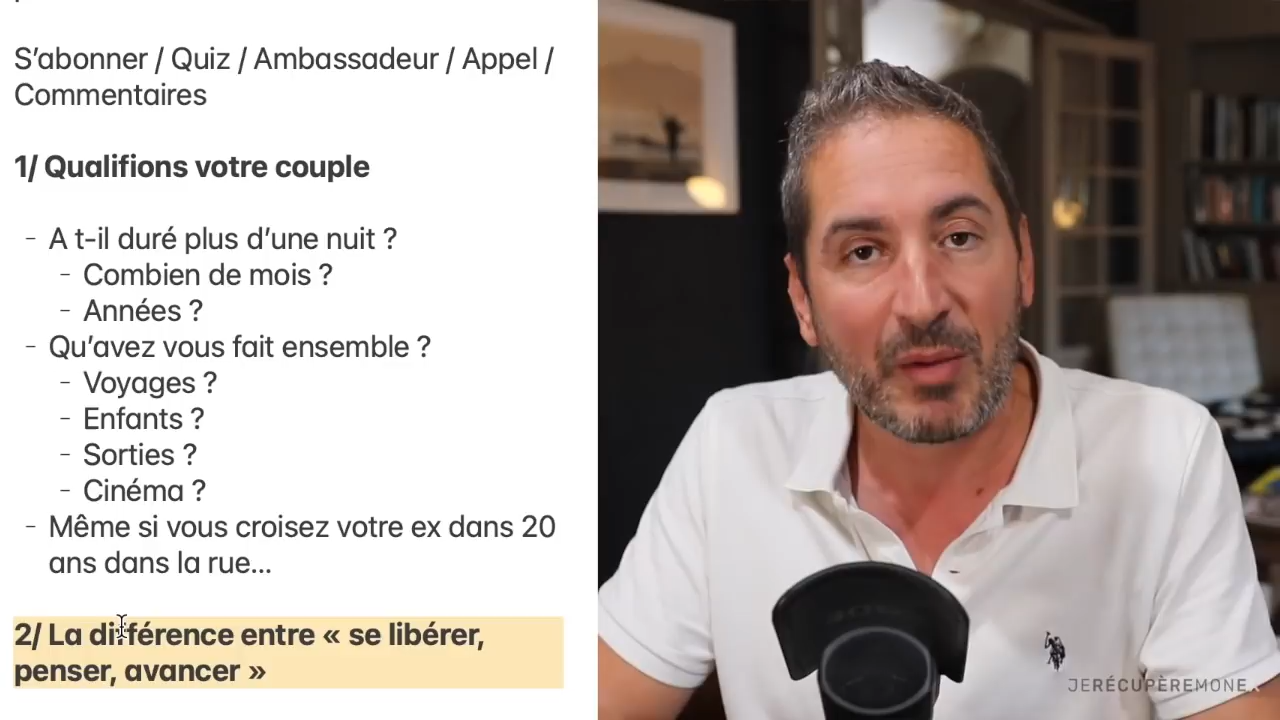 S’abonner / Quiz / Ambassadeur / Appel /
Commentaires
1/ Qualifions votre couple
- A t-il duré plus d’une nuit ?
- Combien de mois ?
- Années ?
- Qu’avez vous fait ensemble ?
- Voyages ?
- Enfants ?
- Sorties ?
- Cinéma ?
- Même si vous croisez votre ex dans 20
ans dans la rue...
2/ La différence entre « se libérer,
penser, avancer »
JERÉCUPÈREMONEX